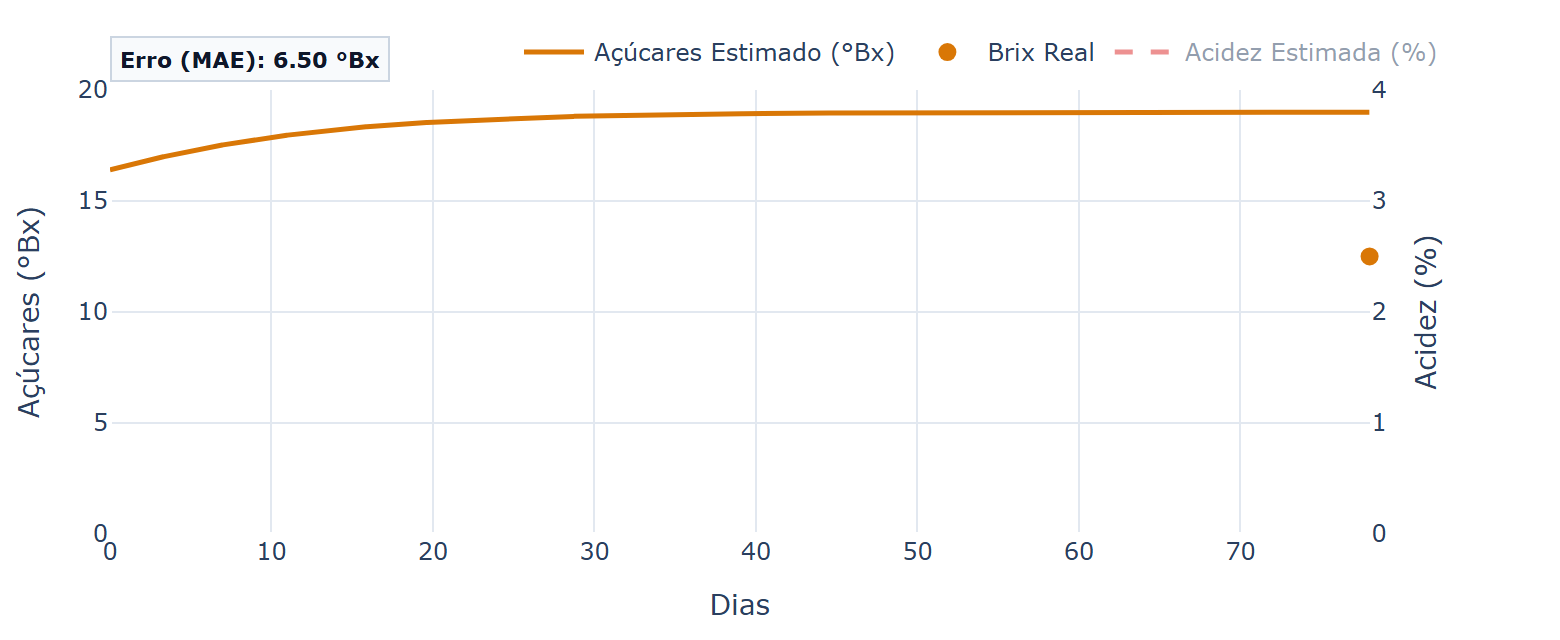 Erro (MAE): 6.50 ºBx
Açúcares Estimado (°Bx)
Brix Real
Acidez Estimada (%)
20
15
10
5
0
Açúcares (°Bx)
4
3
2
1
0
Acidez (%)
0 10 20 30 40 50 60 70
Dias